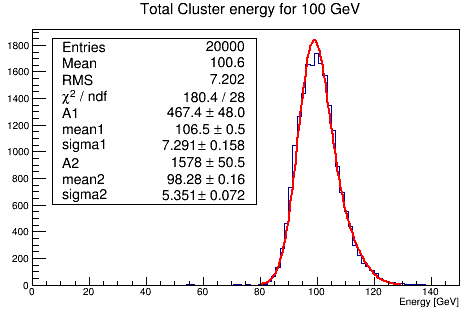 Total Cluster energy for 100 GeV
Entries 20000
Mean 100.6
RMS 7.202
χ² / ndf 180.4 / 28
A1 467.4 ± 48.0
mean1 106.5 ± 0.5
sigma1 7.291 ± 0.158
A2 1578 ± 50.5
mean2 98.28 ± 0.16
sigma2 5.351 ± 0.072
1800
1600
1400
1200
1000
800
600
400
200
0
0 20 40 60 80 100 120 140
Energy [GeV]